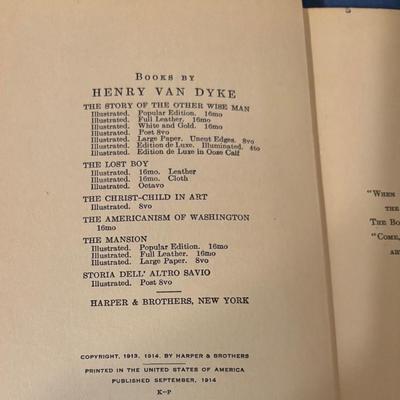 BOOKS BY
HENRY VAN DYKE
THE STORY OF THE OTHER WISE MAN
Illustrated. Popular Edition. 16mo
Illustrated. Full Leather. 16mo
Illustrated. White and Gold. 16mo
Illustrated. Post 8vo
Illustrated. Large Paper. Uncut Edges. 8vo
Illustrated. Edition de Luxe. Illuminated. 4to
Illustrated. Edition de Luxe in Ooze Calf
THE LOST BOY
Illustrated. 16mo. Leather
Illustrated. 16mo. Cloth
Illustrated. Octavo
THE CHRIST-CHILD IN ART
Illustrated. 8vo
THE AMERICANISM OF WASHINGTON
16mo
THE MANSION
Illustrated. Popular Edition. 16mo
Illustrated. Full Leather. 16mo
Illustrated. Large Paper. 8vo
STORIA DELL' ALTRO SAVIO
Illustrated. Post 8vo
HARPER & BROTHERS, NEW YORK
COPYRIGHT, 1913, 1914, BY HARPER & BROTHERS
PRINTED IN THE UNITED STATES OF AMERICA
PUBLISHED SEPTEMBER, 1914
K-P
"WHEN
THE
THE BO
"COME,
AR